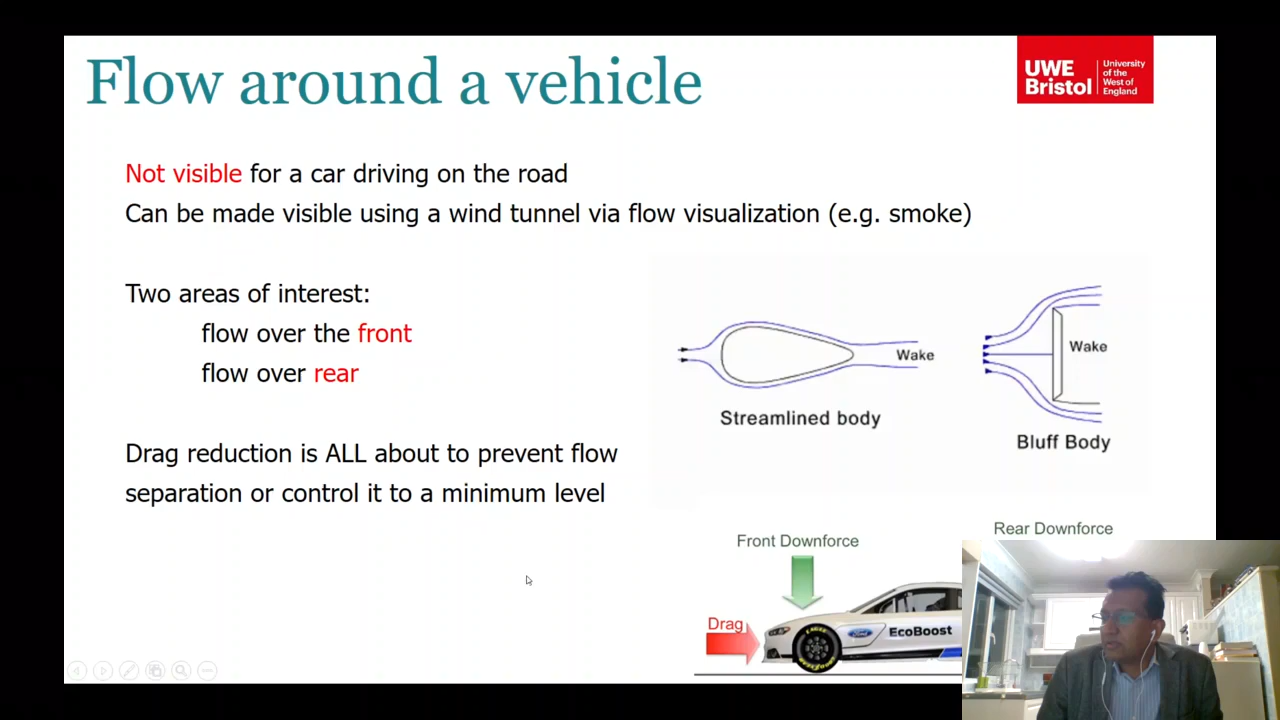 Flow around a vehicle
UWE
Bristol
University
of the
West of
England
Not visible for a car driving on the road
Can be made visible using a wind tunnel via flow visualization (e.g. smoke)
Two areas of interest:
flow over the front
flow over rear
Drag reduction is ALL about to prevent flow
separation or control it to a minimum level
Wake
Streamlined body
Wake
Bluff Body
Front Downforce
Rear Downforce
Drag
Ford
EcoBoost